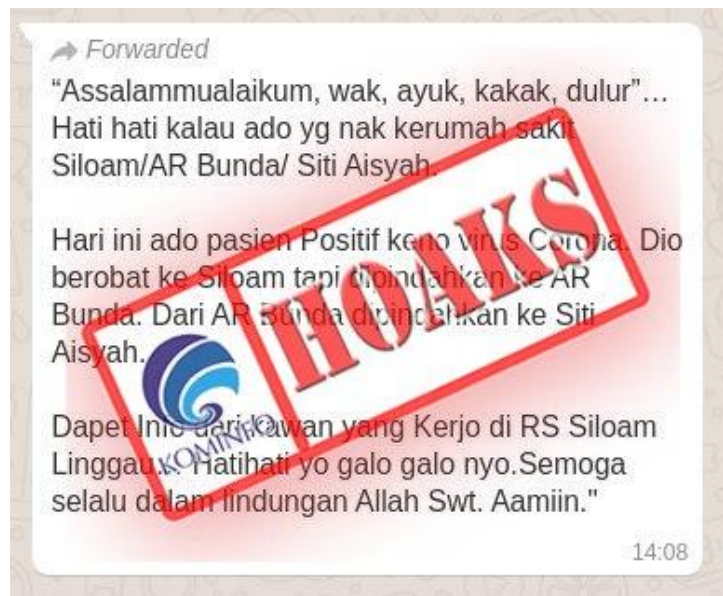 Forwarded
“Assalammualaikum, wak, ayuk, kakak, dulur”...
Hati hati kalau ado yg nak kerumah sakit
Siloam/AR Bunda/ Siti Aisyah.
Hari ini ado pasien Positif keno virus Corona. Dio
berobat ke Siloam tapi dipindahkan ke AR
Bunda. Dari AR Bunda dipindahkan ke Siti
Aisyah.
Dapet Info dari kawan yang Kerjo di RS Siloam
Linggau. Hatihati yo galo galo nyo.Semoga
selalu dalam lindungan Allah Swt. Aamiin."
14:08
HOAKS
KOMINFO